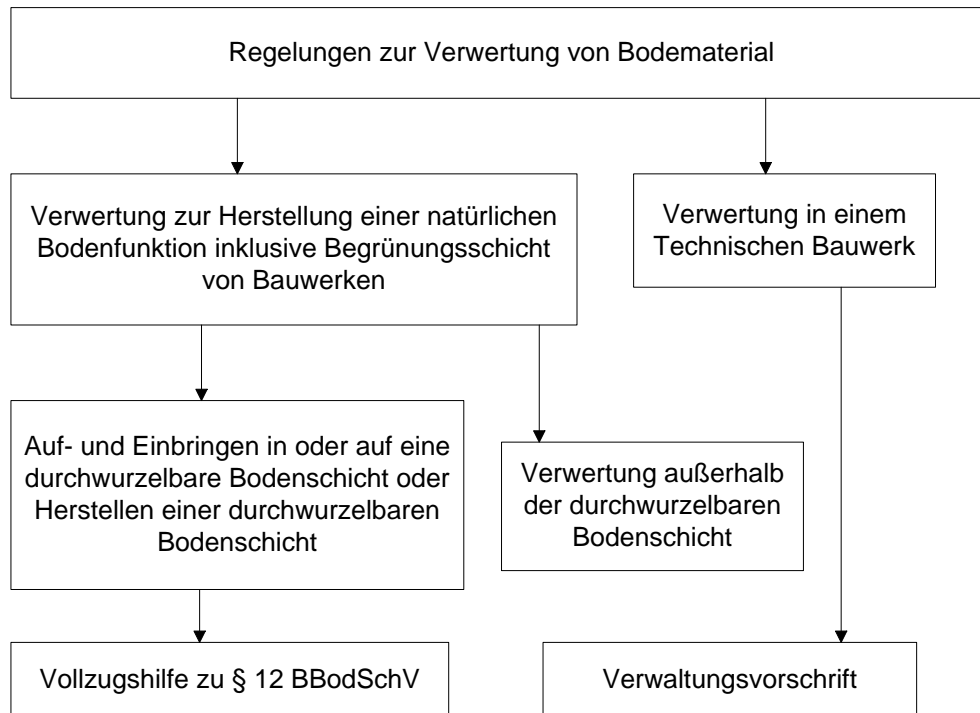 Regelungen zur Verwertung von Bodematerial
Verwertung zur Herstellung einer natürlichen
Bodenfunktion inklusive Begrünungsschicht
von Bauwerken
Verwertung in einem
Technischen Bauwerk
Auf- und Einbringen in oder auf eine
durchwurzelbare Bodenschicht oder
Herstellen einer durchwurzelbaren
Bodenschicht
Verwertung außerhalb
der durchwurzelbaren
Bodenschicht
Vollzugshilfe zu § 12 BBodSchV
Verwaltungsvorschrift